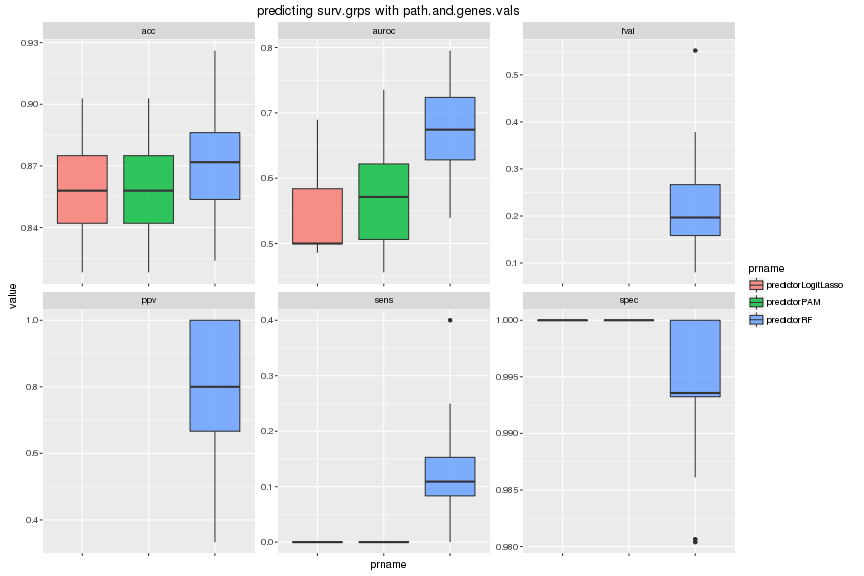 predicting surv.grps with path.and.genes.vals
acc
auroc
fval
0.93
0.90
0.87
0.84
0.8
0.7
0.6
0.5
0.5
0.4
0.3
0.2
0.1
value
ppv
sens
spec
1.0
0.8
0.6
0.4
0.4
0.3
0.2
0.1
0.0
1.000
0.995
0.990
0.985
0.980
prname
prname
predictorLogitLasso
predictorPAM
predictorRF